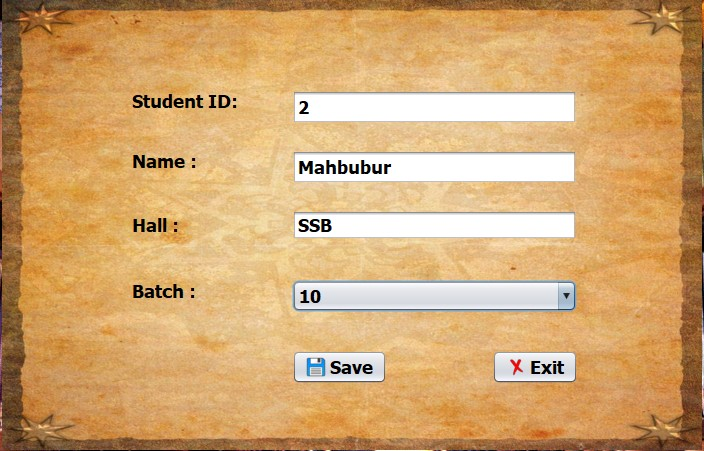 Student ID: 2
Name : Mahbubur
Hall : SSB
Batch : 10
Save Exit